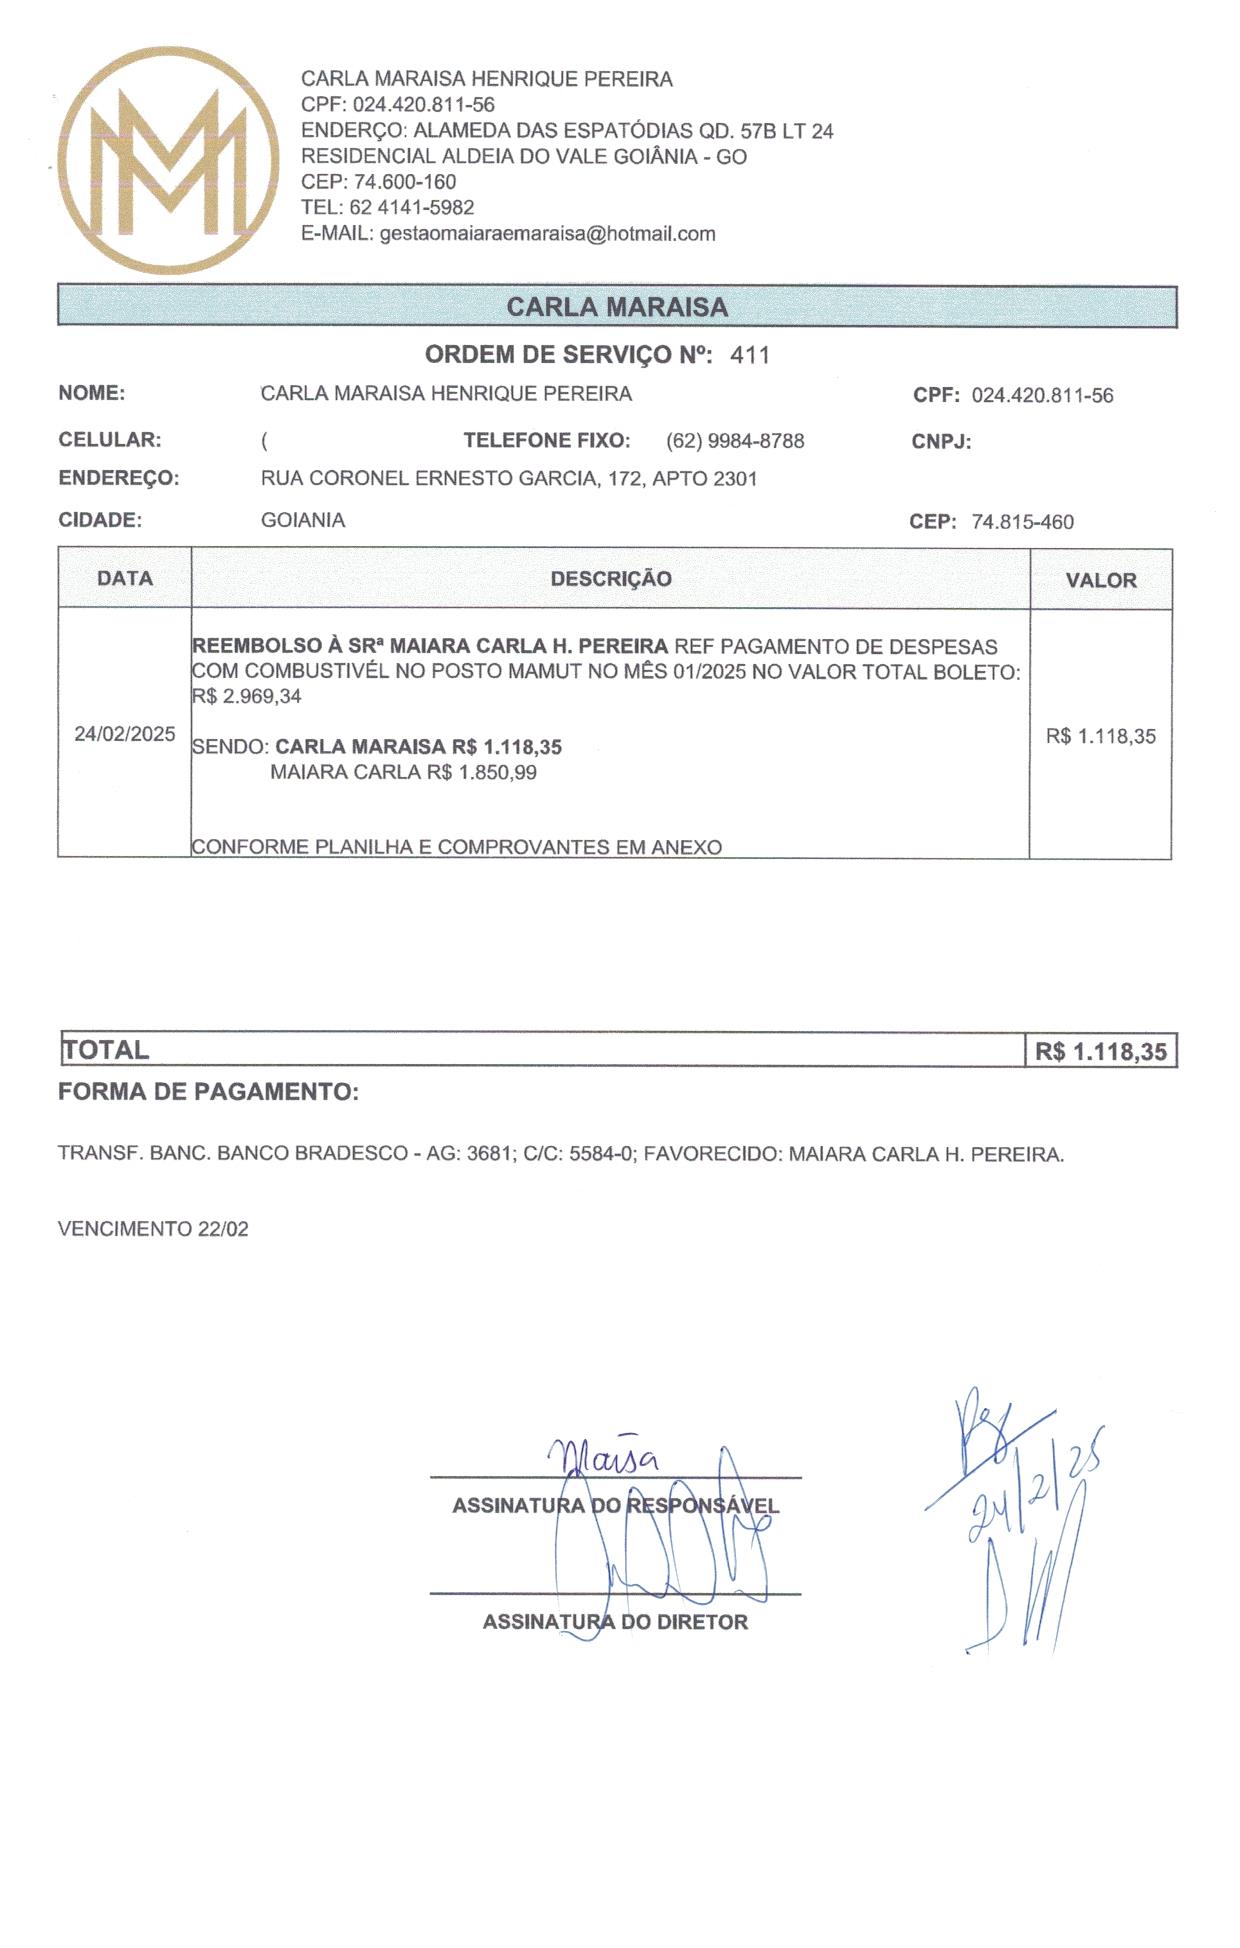 MM
CARLA MARAISA HENRIQUE PEREIRA
CPF: 024.420.811-56
ENDERÇO: ALAMEDA DAS ESPATÓDIAS QD. 57B LT 24
RESIDENCIAL ALDEIA DO VALE GOIÂNIA - GO
CEP: 74.600-160
TEL: 62 4141-5982
E-MAIL: gestaomaiaraemaraisa@hotmail.com
CARLA MARAISA
ORDEM DE SERVIÇO Nº: 411
NOME: CARLA MARAISA HENRIQUE PEREIRA CPF: 024.420.811-56
CELULAR: ( TELEFONE FIXO: (62) 9984-8788 CNPJ:
ENDEREÇO: RUA CORONEL ERNESTO GARCIA, 172, APTO 2301
CIDADE: GOIANIA CEP: 74.815-460
DATA DESCRIÇÃO VALOR
REEMBOLSO À SRª MAIARA CARLA H. PEREIRA REF PAGAMENTO DE DESPESAS
COM COMBUSTIVÉL NO POSTO MAMUT NO MÊS 01/2025 NO VALOR TOTAL BOLETO:
R$ 2.969,34
24/02/2025 SENDO: CARLA MARAISA R$ 1.118,35 R$ 1.118,35
MAIARA CARLA R$ 1.850,99
CONFORME PLANILHA E COMPROVANTES EM ANEXO
TOTAL R$ 1.118,35
FORMA DE PAGAMENTO:
TRANSF. BANC. BANCO BRADESCO - AG: 3681; C/C: 5584-0; FAVORECIDO: MAIARA CARLA H. PEREIRA.
VENCIMENTO 22/02
Maísa
ASSINATURA DO RESPONSÁVEL
24/2/25
ASSINATURA DO DIRETOR